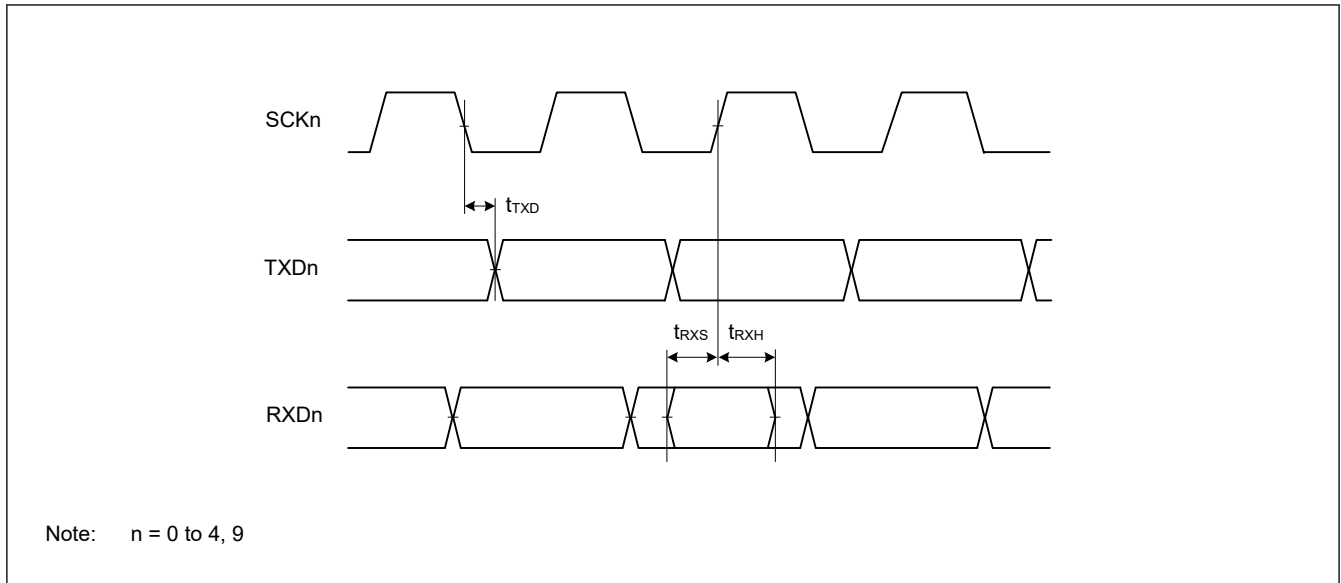 SCKn
tTXD
TXDn
tRXS tRXH
RXDn
Note: n = 0 to 4, 9